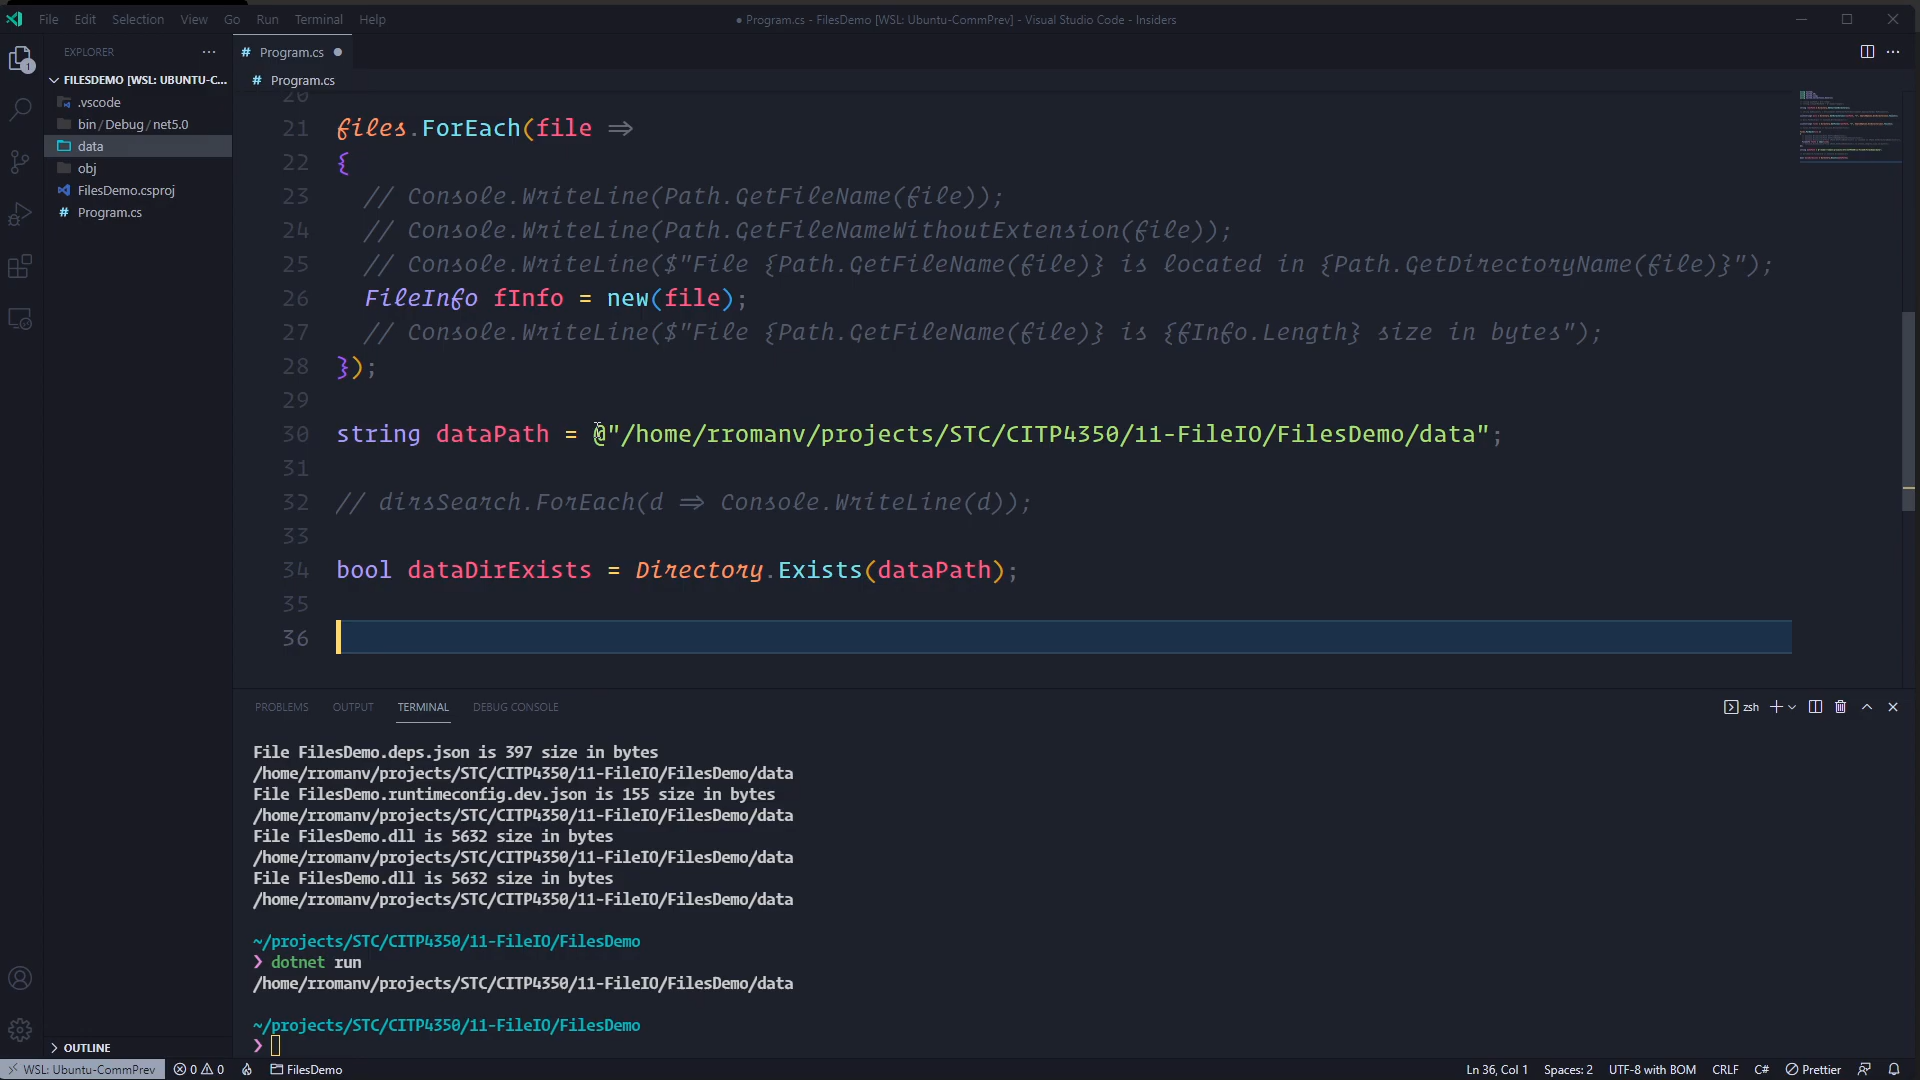 File Edit Selection View Go Run Terminal Help
● Program.cs - FilesDemo [WSL: Ubuntu-CommPrev] - Visual Studio Code - Insiders
EXPLORER ...
1
FILESDEMO [WSL: UBUNTU-C...
.vscode
bin / Debug / net5.0
data
obj
FilesDemo.csproj
# Program.cs
OUTLINE
# Program.cs ●
# Program.cs
20
21 files.ForEach(file =>
22 {
23 // Console.WriteLine(Path.GetFileName(file));
24 // Console.WriteLine(Path.GetFileNameWithoutExtension(file));
25 // Console.WriteLine($"File {Path.GetFileName(file)} is located in {Path.GetDirectoryName(file)}");
26 FileInfo fInfo = new(file);
27 // Console.WriteLine($"File {Path.GetFileName(file)} is {fInfo.Length} size in bytes");
28 });
29
30 string dataPath = @"/home/rromanv/projects/STC/CITP4350/11-FileIO/FilesDemo/data";
31
32 // dirsSearch.ForEach(d => Console.WriteLine(d));
33
34 bool dataDirExists = Directory.Exists(dataPath);
35
36
PROBLEMS OUTPUT TERMINAL DEBUG CONSOLE
zsh
File FilesDemo.deps.json is 397 size in bytes
/home/rromanv/projects/STC/CITP4350/11-FileIO/FilesDemo/data
File FilesDemo.runtimeconfig.dev.json is 155 size in bytes
/home/rromanv/projects/STC/CITP4350/11-FileIO/FilesDemo/data
File FilesDemo.dll is 5632 size in bytes
/home/rromanv/projects/STC/CITP4350/11-FileIO/FilesDemo/data
File FilesDemo.dll is 5632 size in bytes
/home/rromanv/projects/STC/CITP4350/11-FileIO/FilesDemo/data
~/projects/STC/CITP4350/11-FileIO/FilesDemo
❯ dotnet run
/home/rromanv/projects/STC/CITP4350/11-FileIO/FilesDemo/data
~/projects/STC/CITP4350/11-FileIO/FilesDemo
❯
WSL: Ubuntu-CommPrev 0 0 FilesDemo Ln 36, Col 1 Spaces: 2 UTF-8 with BOM CRLF C# Prettier